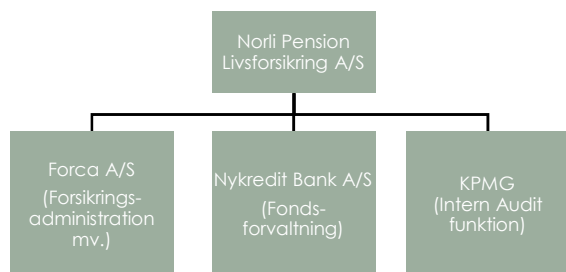 Norli Pension
Livsforsikring A/S
Forca A/S
(Forsikrings-
administration
mv.)
Nykredit Bank A/S
(Fonds-
forvaltning)
KPMG
(Intern Audit
funktion)